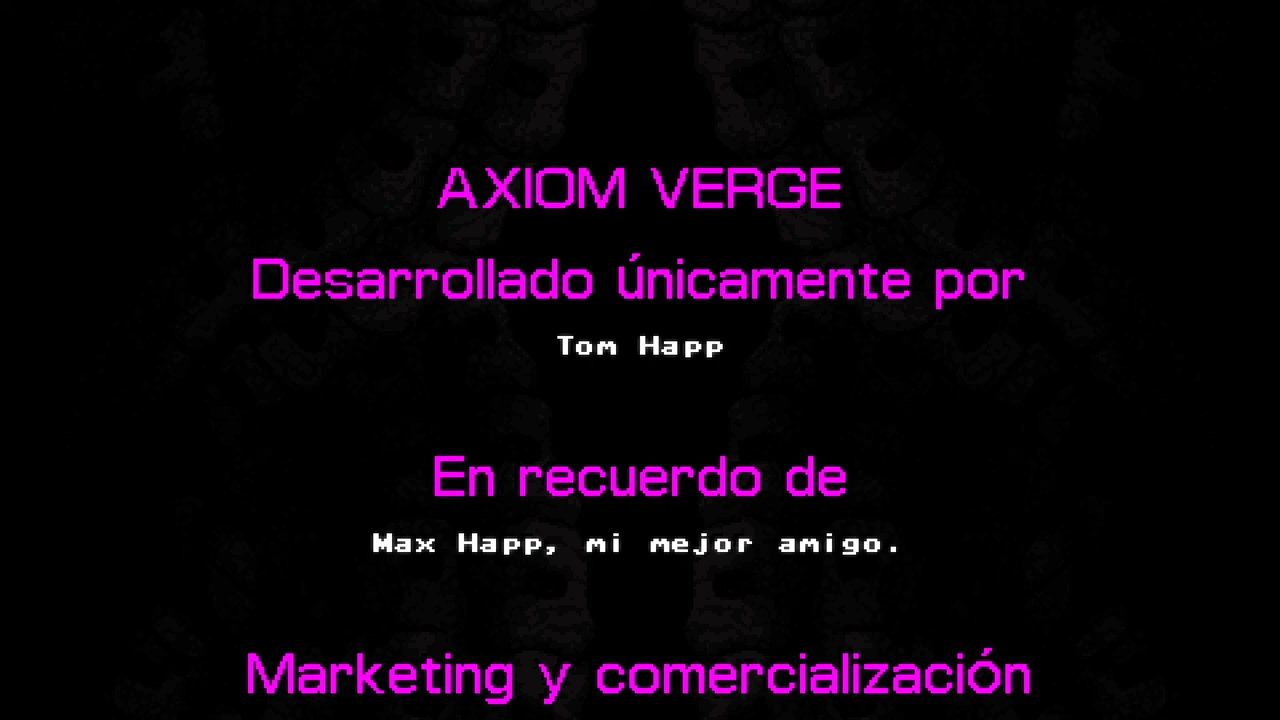 AXIOM VERGE
Desarrollado únicamente por
Tom Happ
En recuerdo de
Max Happ, mi mejor amigo.
Marketing y comercialización